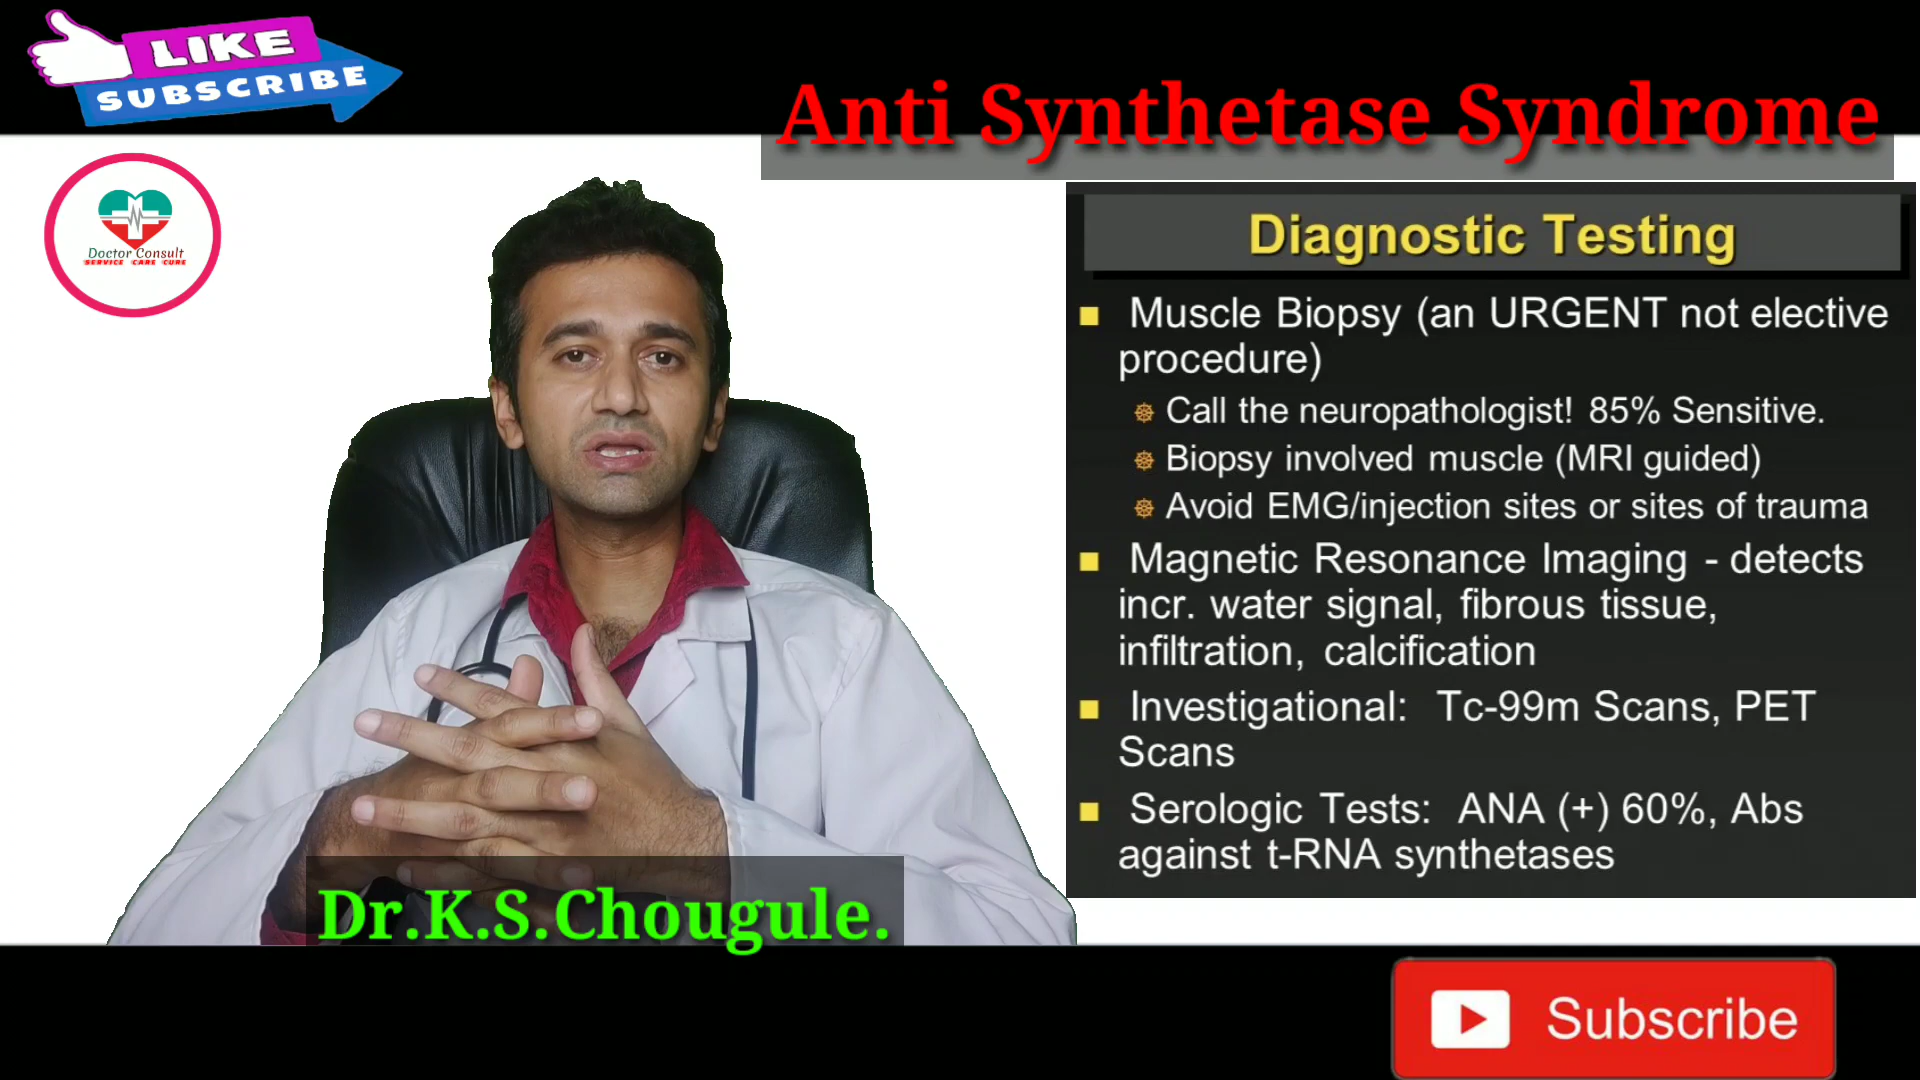 LIKE
SUBSCRIBE
Anti Synthetase Syndrome
Doctor Consult
SERVICE CARE CURE
Diagnostic Testing
Muscle Biopsy (an URGENT not elective
procedure)
Call the neuropathologist! 85% Sensitive.
Biopsy involved muscle (MRI guided)
Avoid EMG/injection sites or sites of trauma
Magnetic Resonance Imaging - detects
incr. water signal, fibrous tissue,
infiltration, calcification
Investigational: Tc-99m Scans, PET
Scans
Serologic Tests: ANA (+) 60%, Abs
against t-RNA synthetases
Dr.K.S.Chougule.
Subscribe